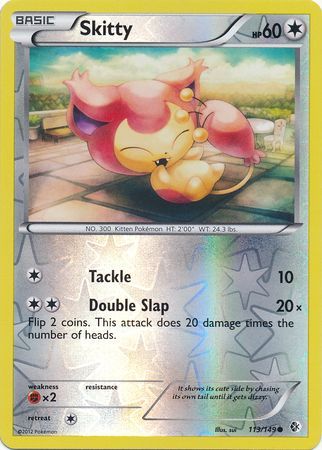 BASIC
Skitty
HP60
NO. 300 Kitten Pokémon HT: 2'00" WT: 24.3 lbs.
Tackle 10
Double Slap 20×
Flip 2 coins. This attack does 20 damage times
the number of heads.
weakness
resistance
×2
retreat
It shows its cute side by chasing
its own tail until it gets dizzy.
©2012 Pokémon
Illus. sui
119/149